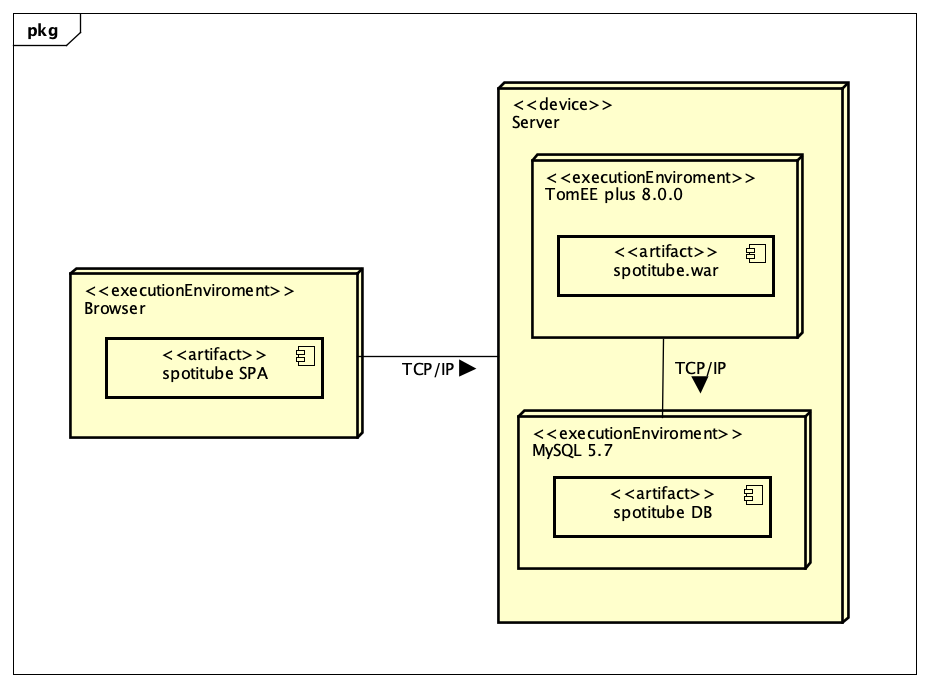 pkg
<<device>>
Server
<<executionEnviroment>>
TomEE plus 8.0.0
<<artifact>>
spotitube.war
<<executionEnviroment>>
Browser
<<artifact>>
spotitube SPA
TCP/IP
TCP/IP
<<executionEnviroment>>
MySQL 5.7
<<artifact>>
spotitube DB